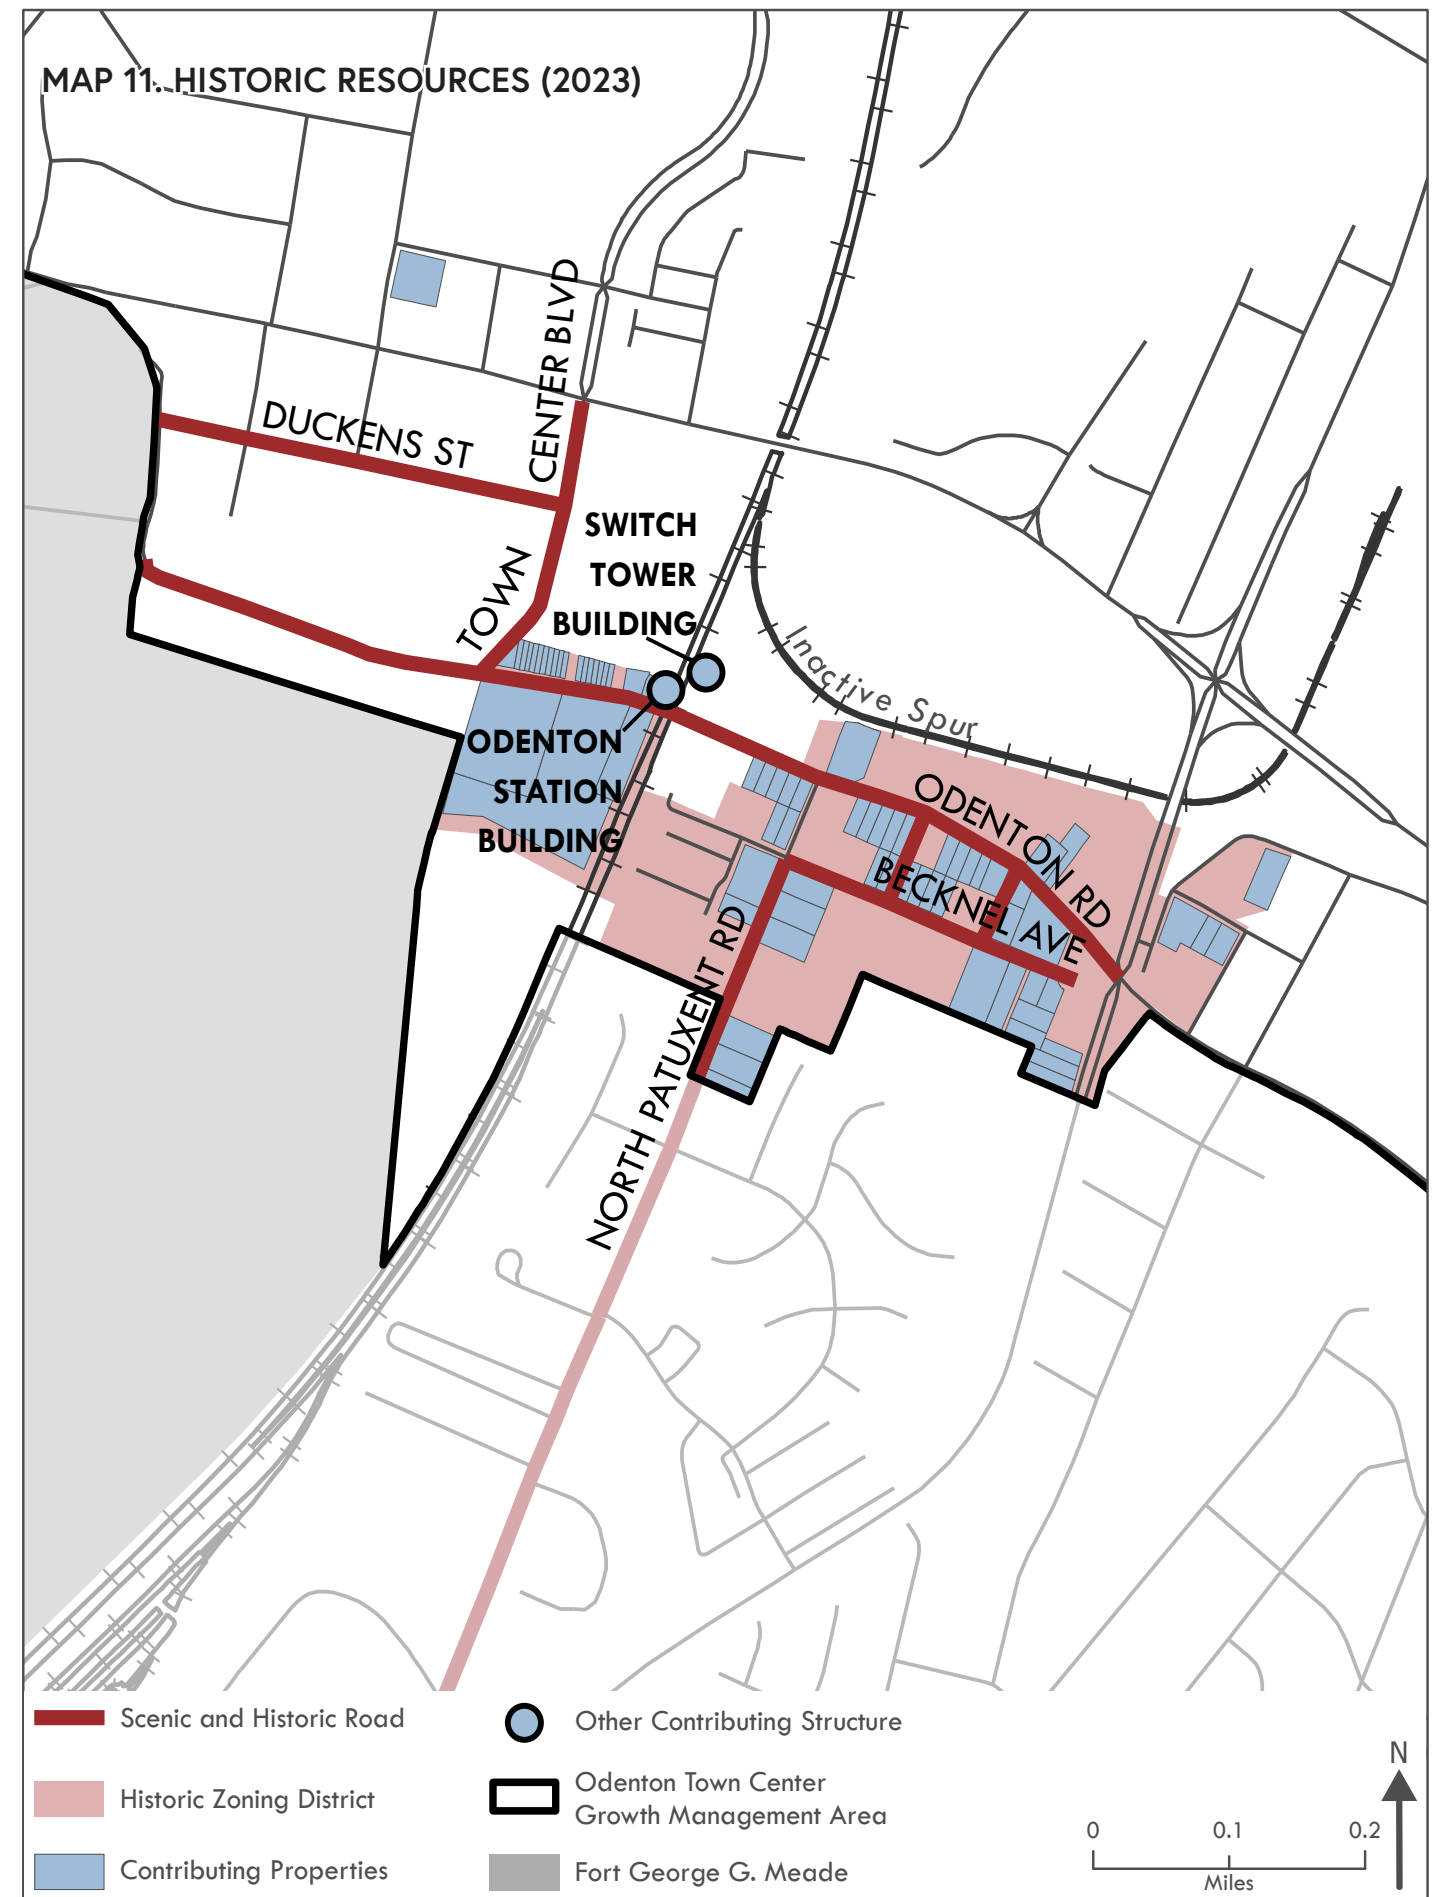 MAP 11. HISTORIC RESOURCES (2023)
CENTER BLVD
DUCKENS ST
TOWN
SWITCH
TOWER
BUILDING
Inactive Spur
ODENTON
STATION
BUILDING
ODENTON RD
BECKNEL AVE
NORTH PATUXENT RD
Scenic and Historic Road
Historic Zoning District
Contributing Properties
Other Contributing Structure
Odenton Town Center
Growth Management Area
Fort George G. Meade
N
0 0.1 0.2
Miles